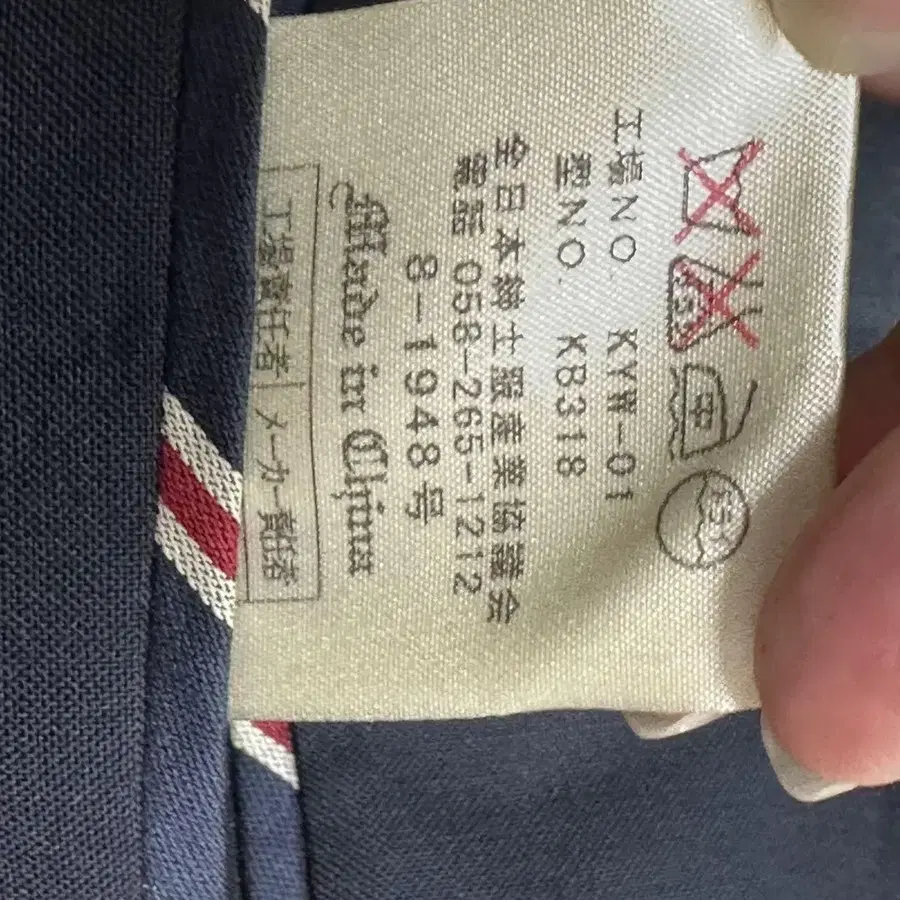 中
工場NO. KYW-01
型NO. K8318
全日本紳士服産業協議会
電話 058-265-1212
8-1948号
Made in China
工場責任者 メーカー責任者